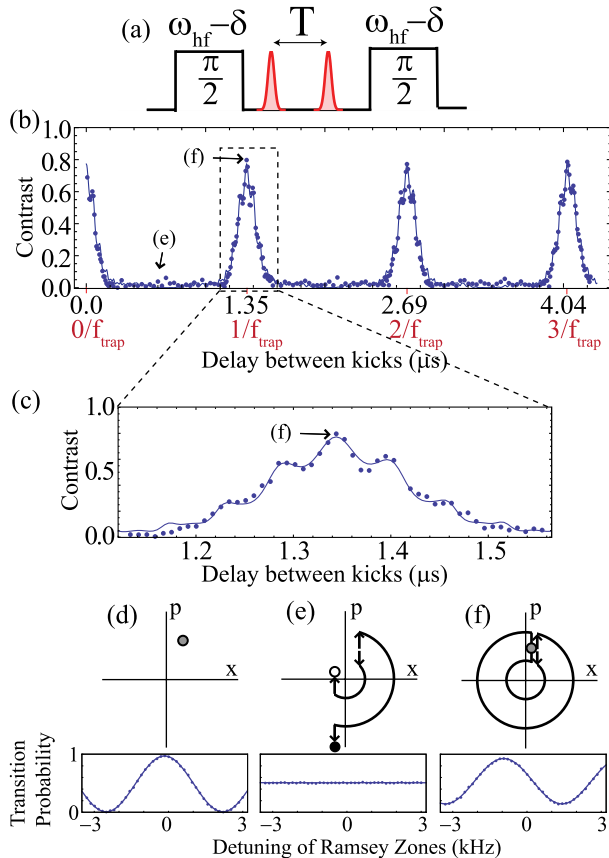 (a) ω_hf−δ T ω_hf−δ
π/2 π/2
(b)
1.0
0.8
0.6
0.4
0.2
0.0
Contrast
(f)
(e)
0.0 1.35 2.69 4.04
0/f_trap 1/f_trap 2/f_trap 3/f_trap
Delay between kicks (μs)
(c)
1.0
0.5
0.0
Contrast
(f)
1.2 1.3 1.4 1.5
Delay between kicks (μs)
(d) p (e) p (f) p
x x x
Transition
Probability
1
0
−3 0 3 −3 0 3 −3 0 3
Detuning of Ramsey Zones (kHz)